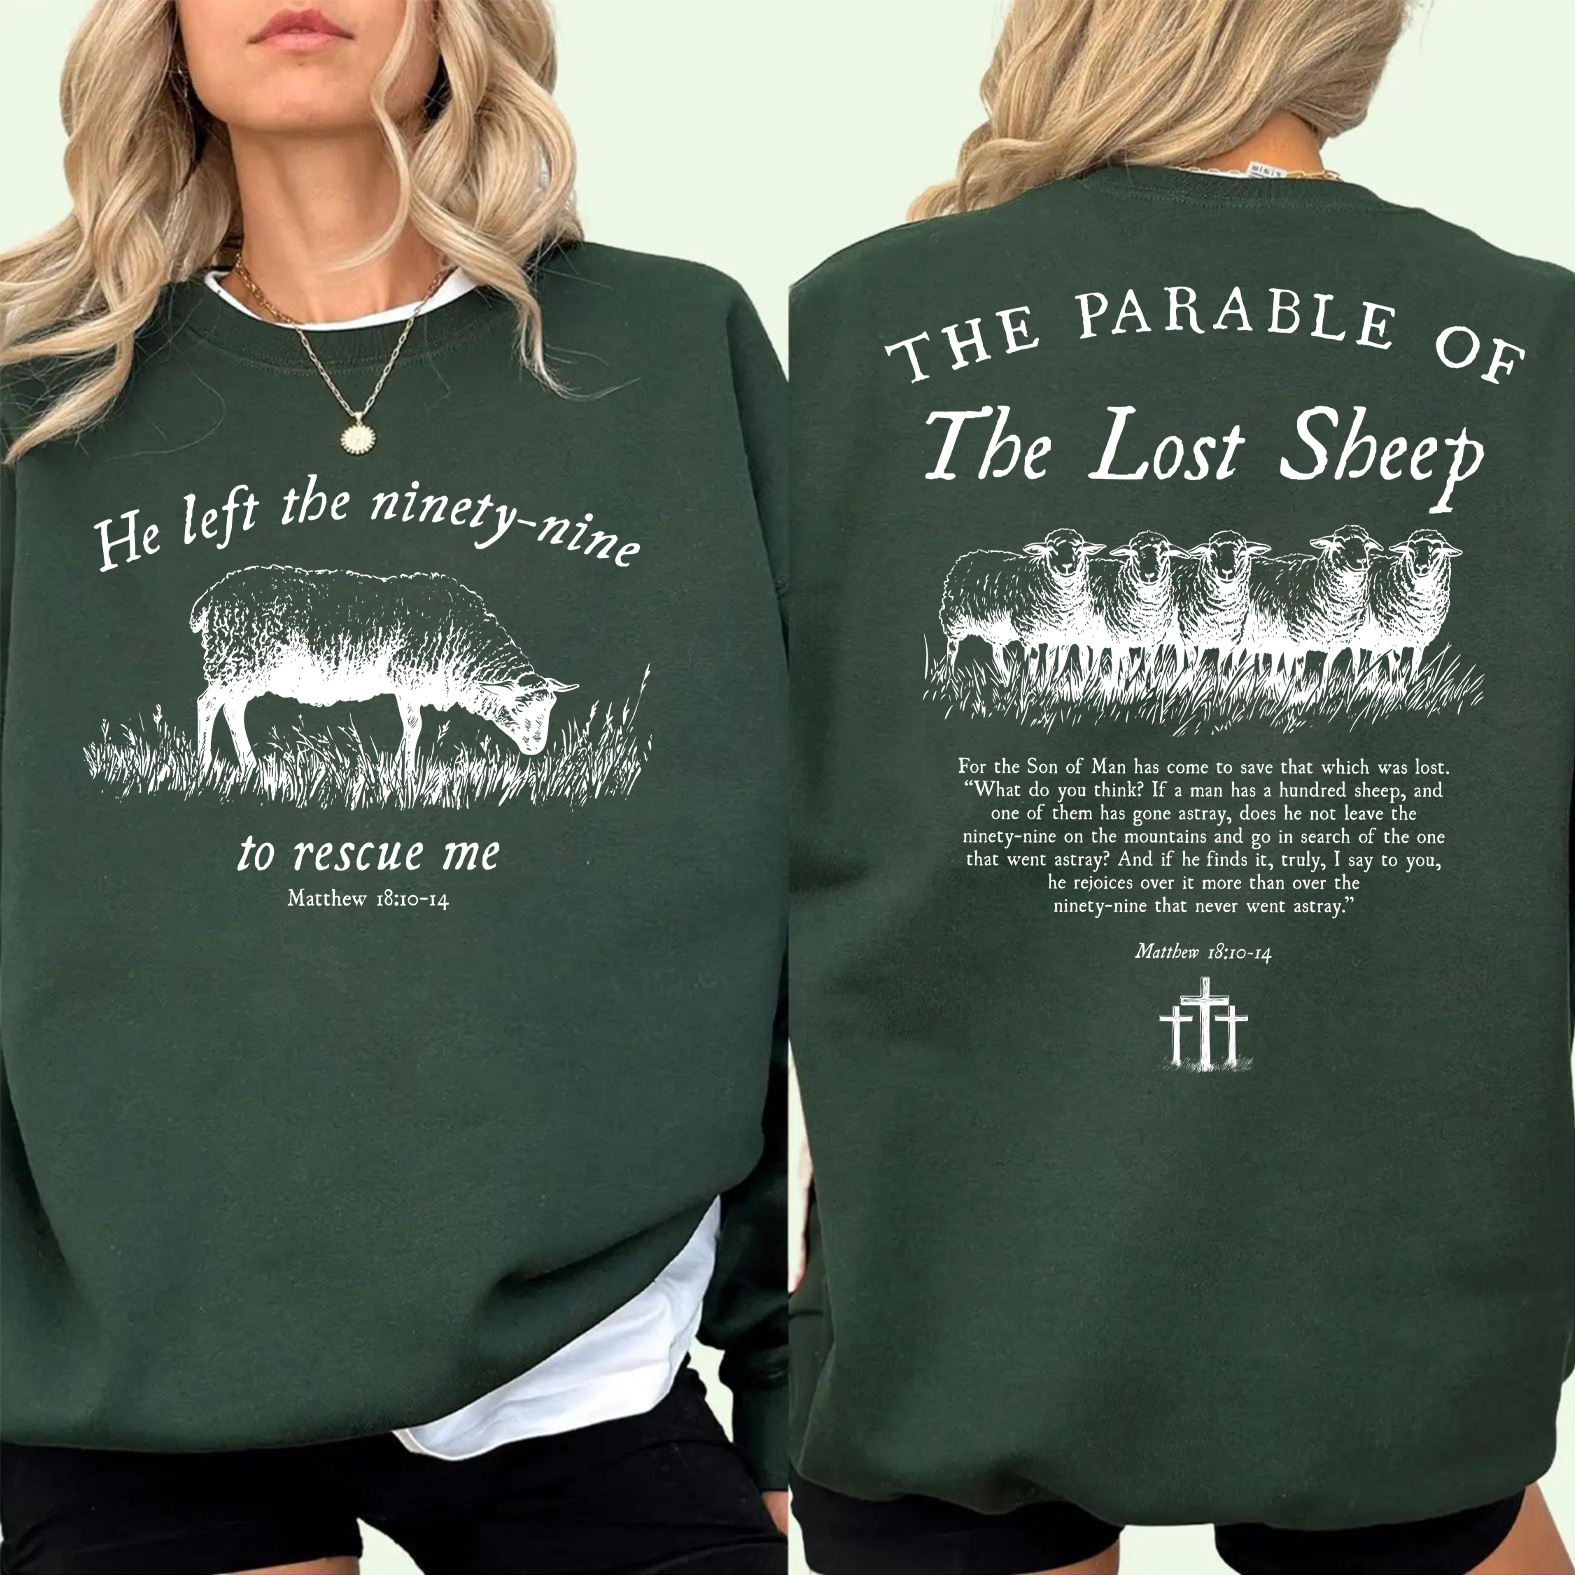 He left the ninety-nine
to rescue me
Matthew 18:10-14
THE PARABLE OF
The Lost Sheep
For the Son of Man has come to save that which was lost.
“What do you think? If a man has a hundred sheep, and
one of them has gone astray, does he not leave the
ninety-nine on the mountains and go in search of the one
that went astray? And if he finds it, truly, I say to you,
he rejoices over it more than over the
ninety-nine that never went astray.”
Matthew 18:10-14